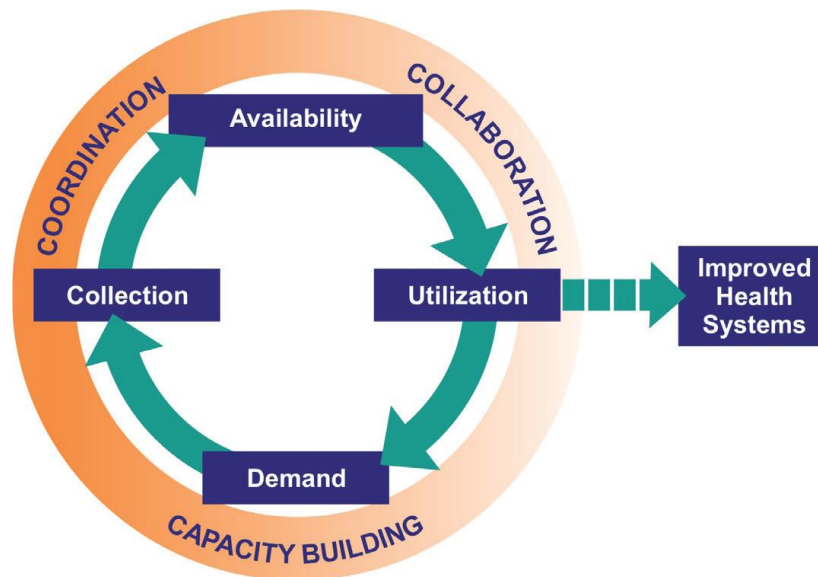 COORDINATION
COLLABORATION
Availability
Collection
Utilization
Improved
Health
Systems
Demand
CAPACITY BUILDING